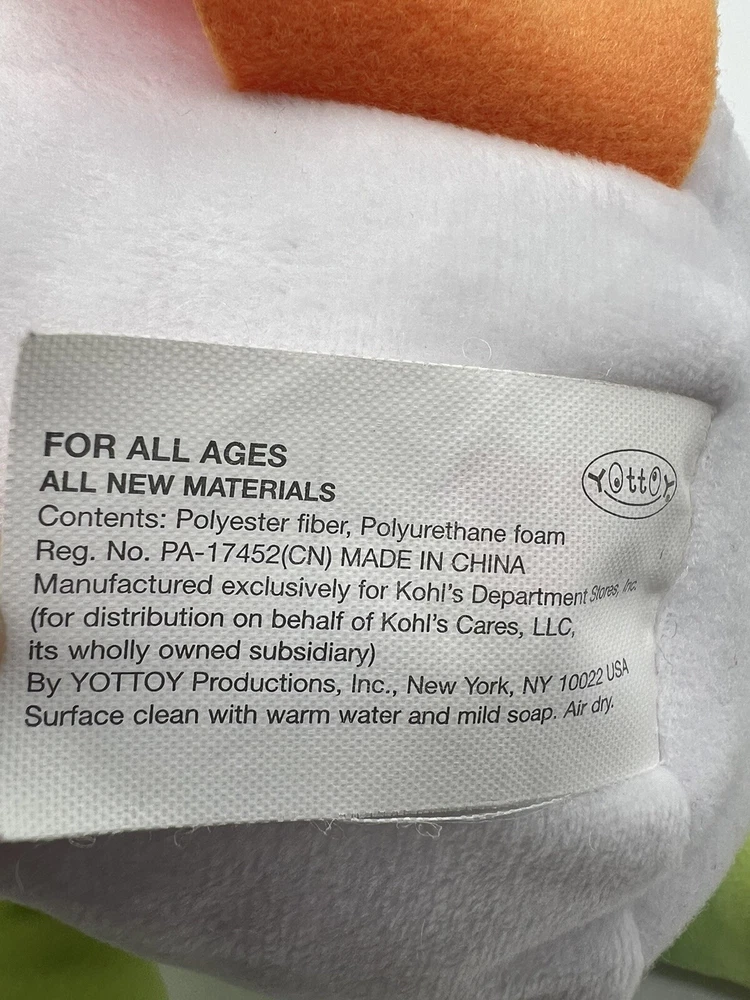 FOR ALL AGES
ALL NEW MATERIALS
YOttOY
Contents: Polyester fiber, Polyurethane foam
Reg. No. PA-17452(CN) MADE IN CHINA
Manufactured exclusively for Kohl's Department Stores, Inc.
(for distribution on behalf of Kohl's Cares, LLC,
its wholly owned subsidiary)
By YOTTOY Productions, Inc., New York, NY 10022 USA
Surface clean with warm water and mild soap. Air dry.